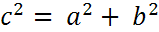 c² = a² + b²